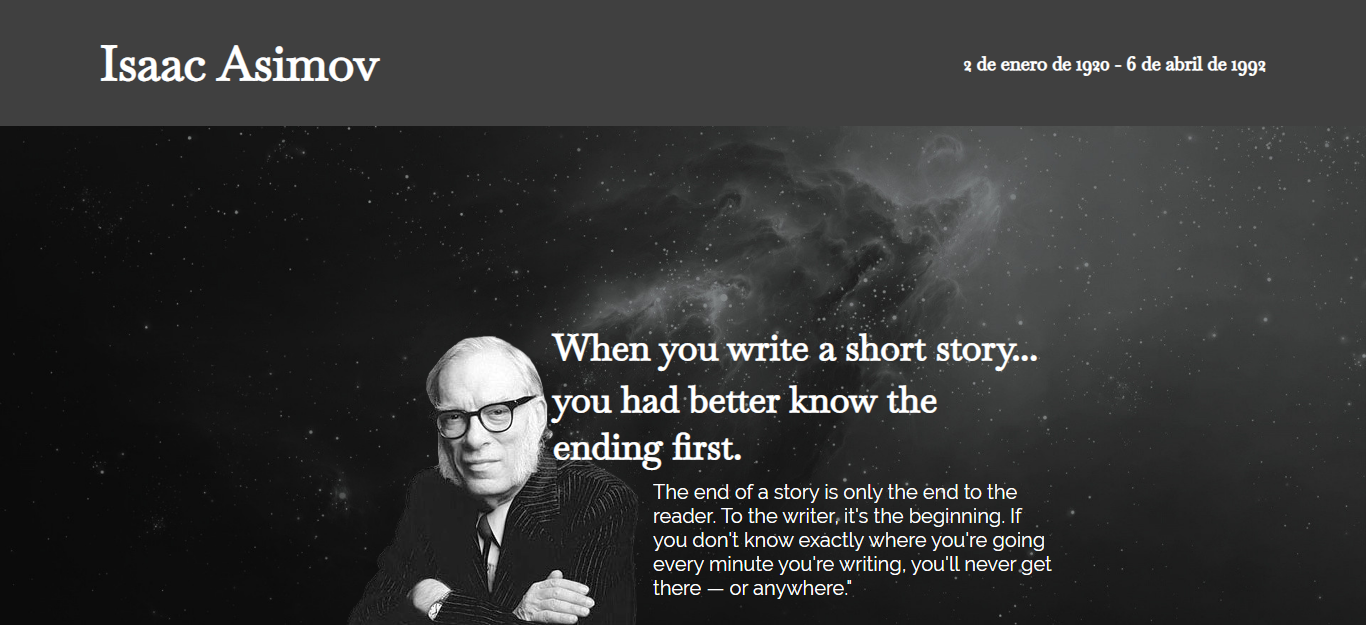 Isaac Asimov
2 de enero de 1920 - 6 de abril de 1992
When you write a short story...
you had better know the
ending first.
The end of a story is only the end to the
reader. To the writer, it's the beginning. If
you don't know exactly where you're going
every minute you're writing, you'll never get
there — or anywhere."